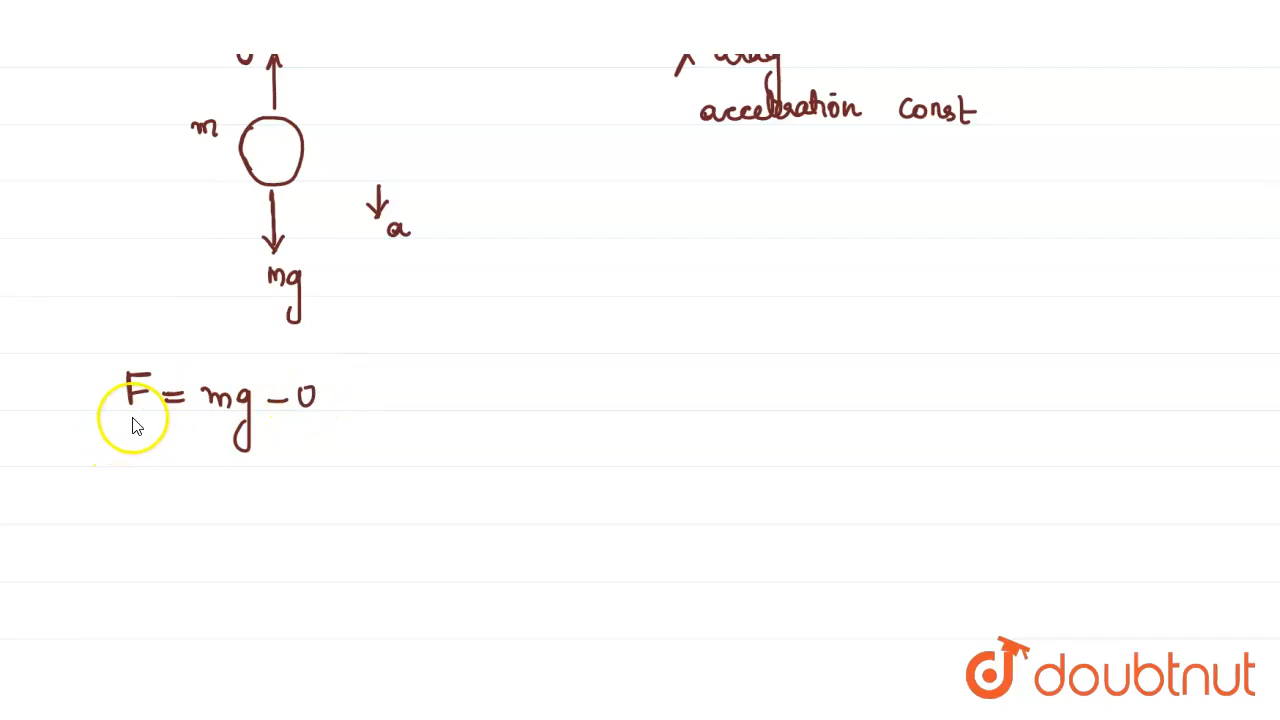 acceleration const
m
a
mg
F = mg - U
doubtnut